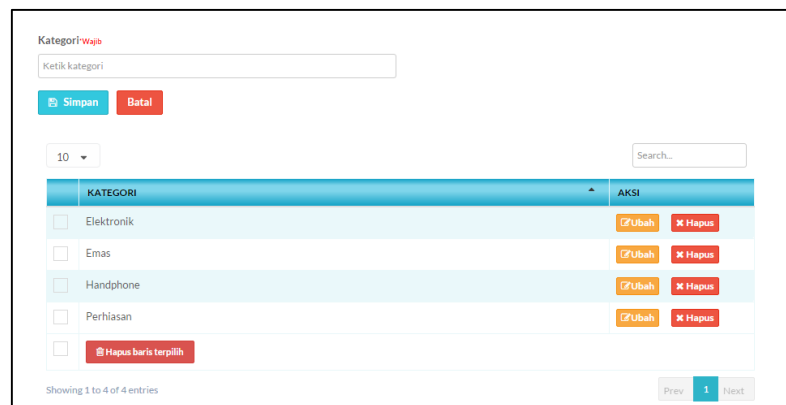 Kategori*Wajib
Ketik kategori
Simpan Batal
10 Search...
KATEGORI AKSI
Elektronik Ubah Hapus
Emas Ubah Hapus
Handphone Ubah Hapus
Perhiasan Ubah Hapus
Hapus baris terpilih
Showing 1 to 4 of 4 entries Prev 1 Next